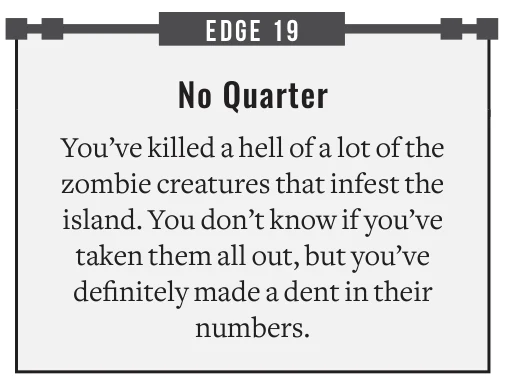 EDGE 19
No Quarter
You’ve killed a hell of a lot of the
zombie creatures that infest the
island. You don’t know if you’ve
taken them all out, but you’ve
definitely made a dent in their
numbers.